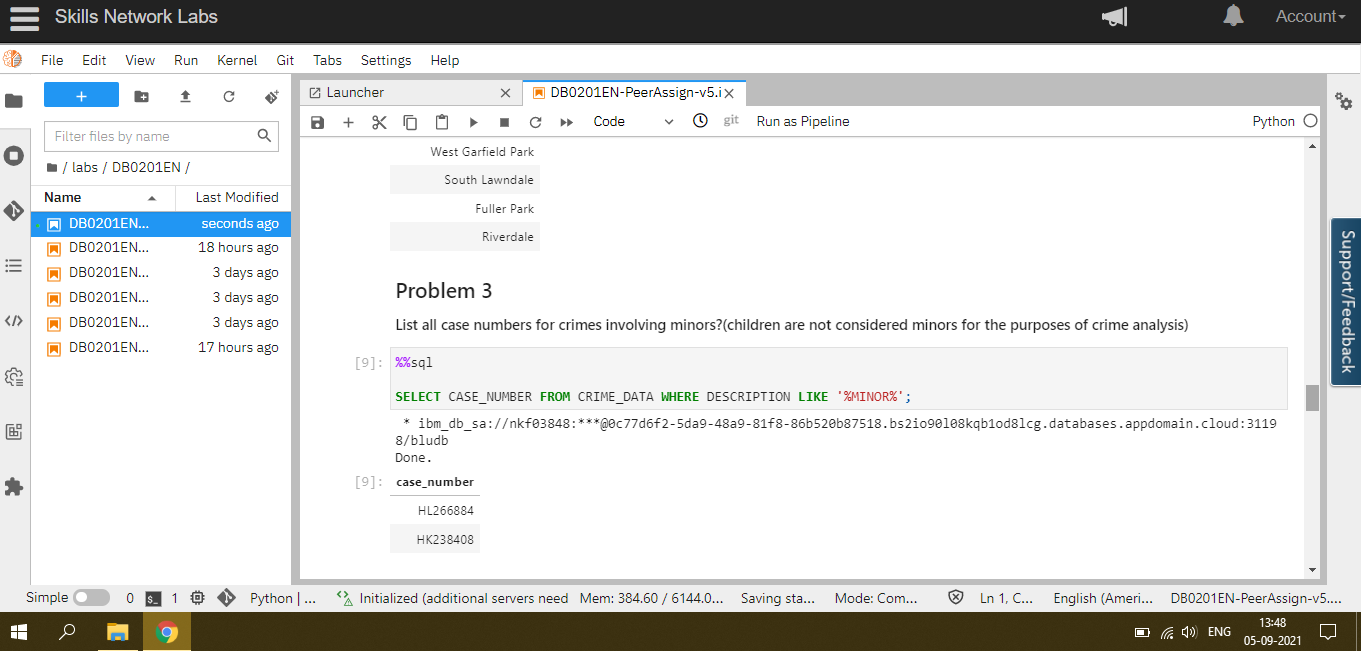 Skills Network Labs
Account
File Edit View Run Kernel Git Tabs Settings Help
Launcher
DB0201EN-PeerAssign-v5.i
Filter files by name
Code
git
Run as Pipeline
Python
/ labs / DB0201EN /
Name Last Modified
DB0201EN... seconds ago
DB0201EN... 18 hours ago
DB0201EN... 3 days ago
DB0201EN... 3 days ago
DB0201EN... 3 days ago
DB0201EN... 17 hours ago
West Garfield Park
South Lawndale
Fuller Park
Riverdale
Problem 3
List all case numbers for crimes involving minors?(children are not considered minors for the purposes of crime analysis)
[9]: %%sql
SELECT CASE_NUMBER FROM CRIME_DATA WHERE DESCRIPTION LIKE '%MINOR%';
* ibm_db_sa://nkf03848:***@0c77d6f2-5da9-48a9-81f8-86b520b87518.bs2io90l08kqb1od8lcg.databases.appdomain.cloud:3119
8/bludb
Done.
[9]: case_number
HL266884
HK238408
Support/Feedback
Simple 0 $_ 1 Python | ... Initialized (additional servers need Mem: 384.60 / 6144.0... Saving sta... Mode: Com... Ln 1, C... English (Ameri... DB0201EN-PeerAssign-v5....
ENG
13:48
05-09-2021